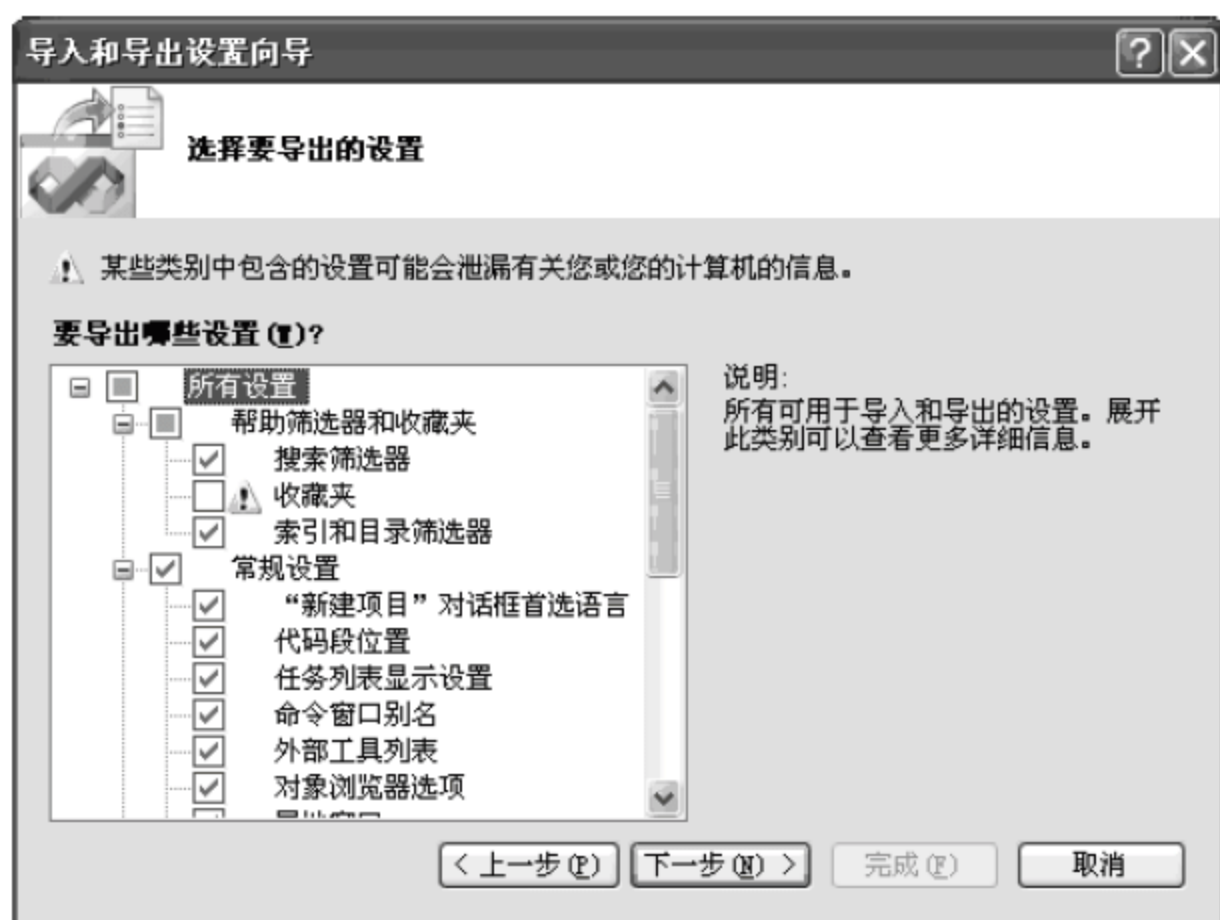 导入和导出设置向导
选择要导出的设置
某些类别中包含的设置可能会泄漏有关您或您的计算机的信息。
要导出哪些设置(W)?
所有设置
帮助筛选器和收藏夹
搜索筛选器
收藏夹
索引和目录筛选器
常规设置
“新建项目”对话框首选语言
代码段位置
任务列表显示设置
命令窗口别名
外部工具列表
对象浏览器选项
说明:
所有可用于导入和导出的设置。展开
此类别可以查看更多详细信息。
< 上一步(P)
下一步(N) >
完成(F)
取消